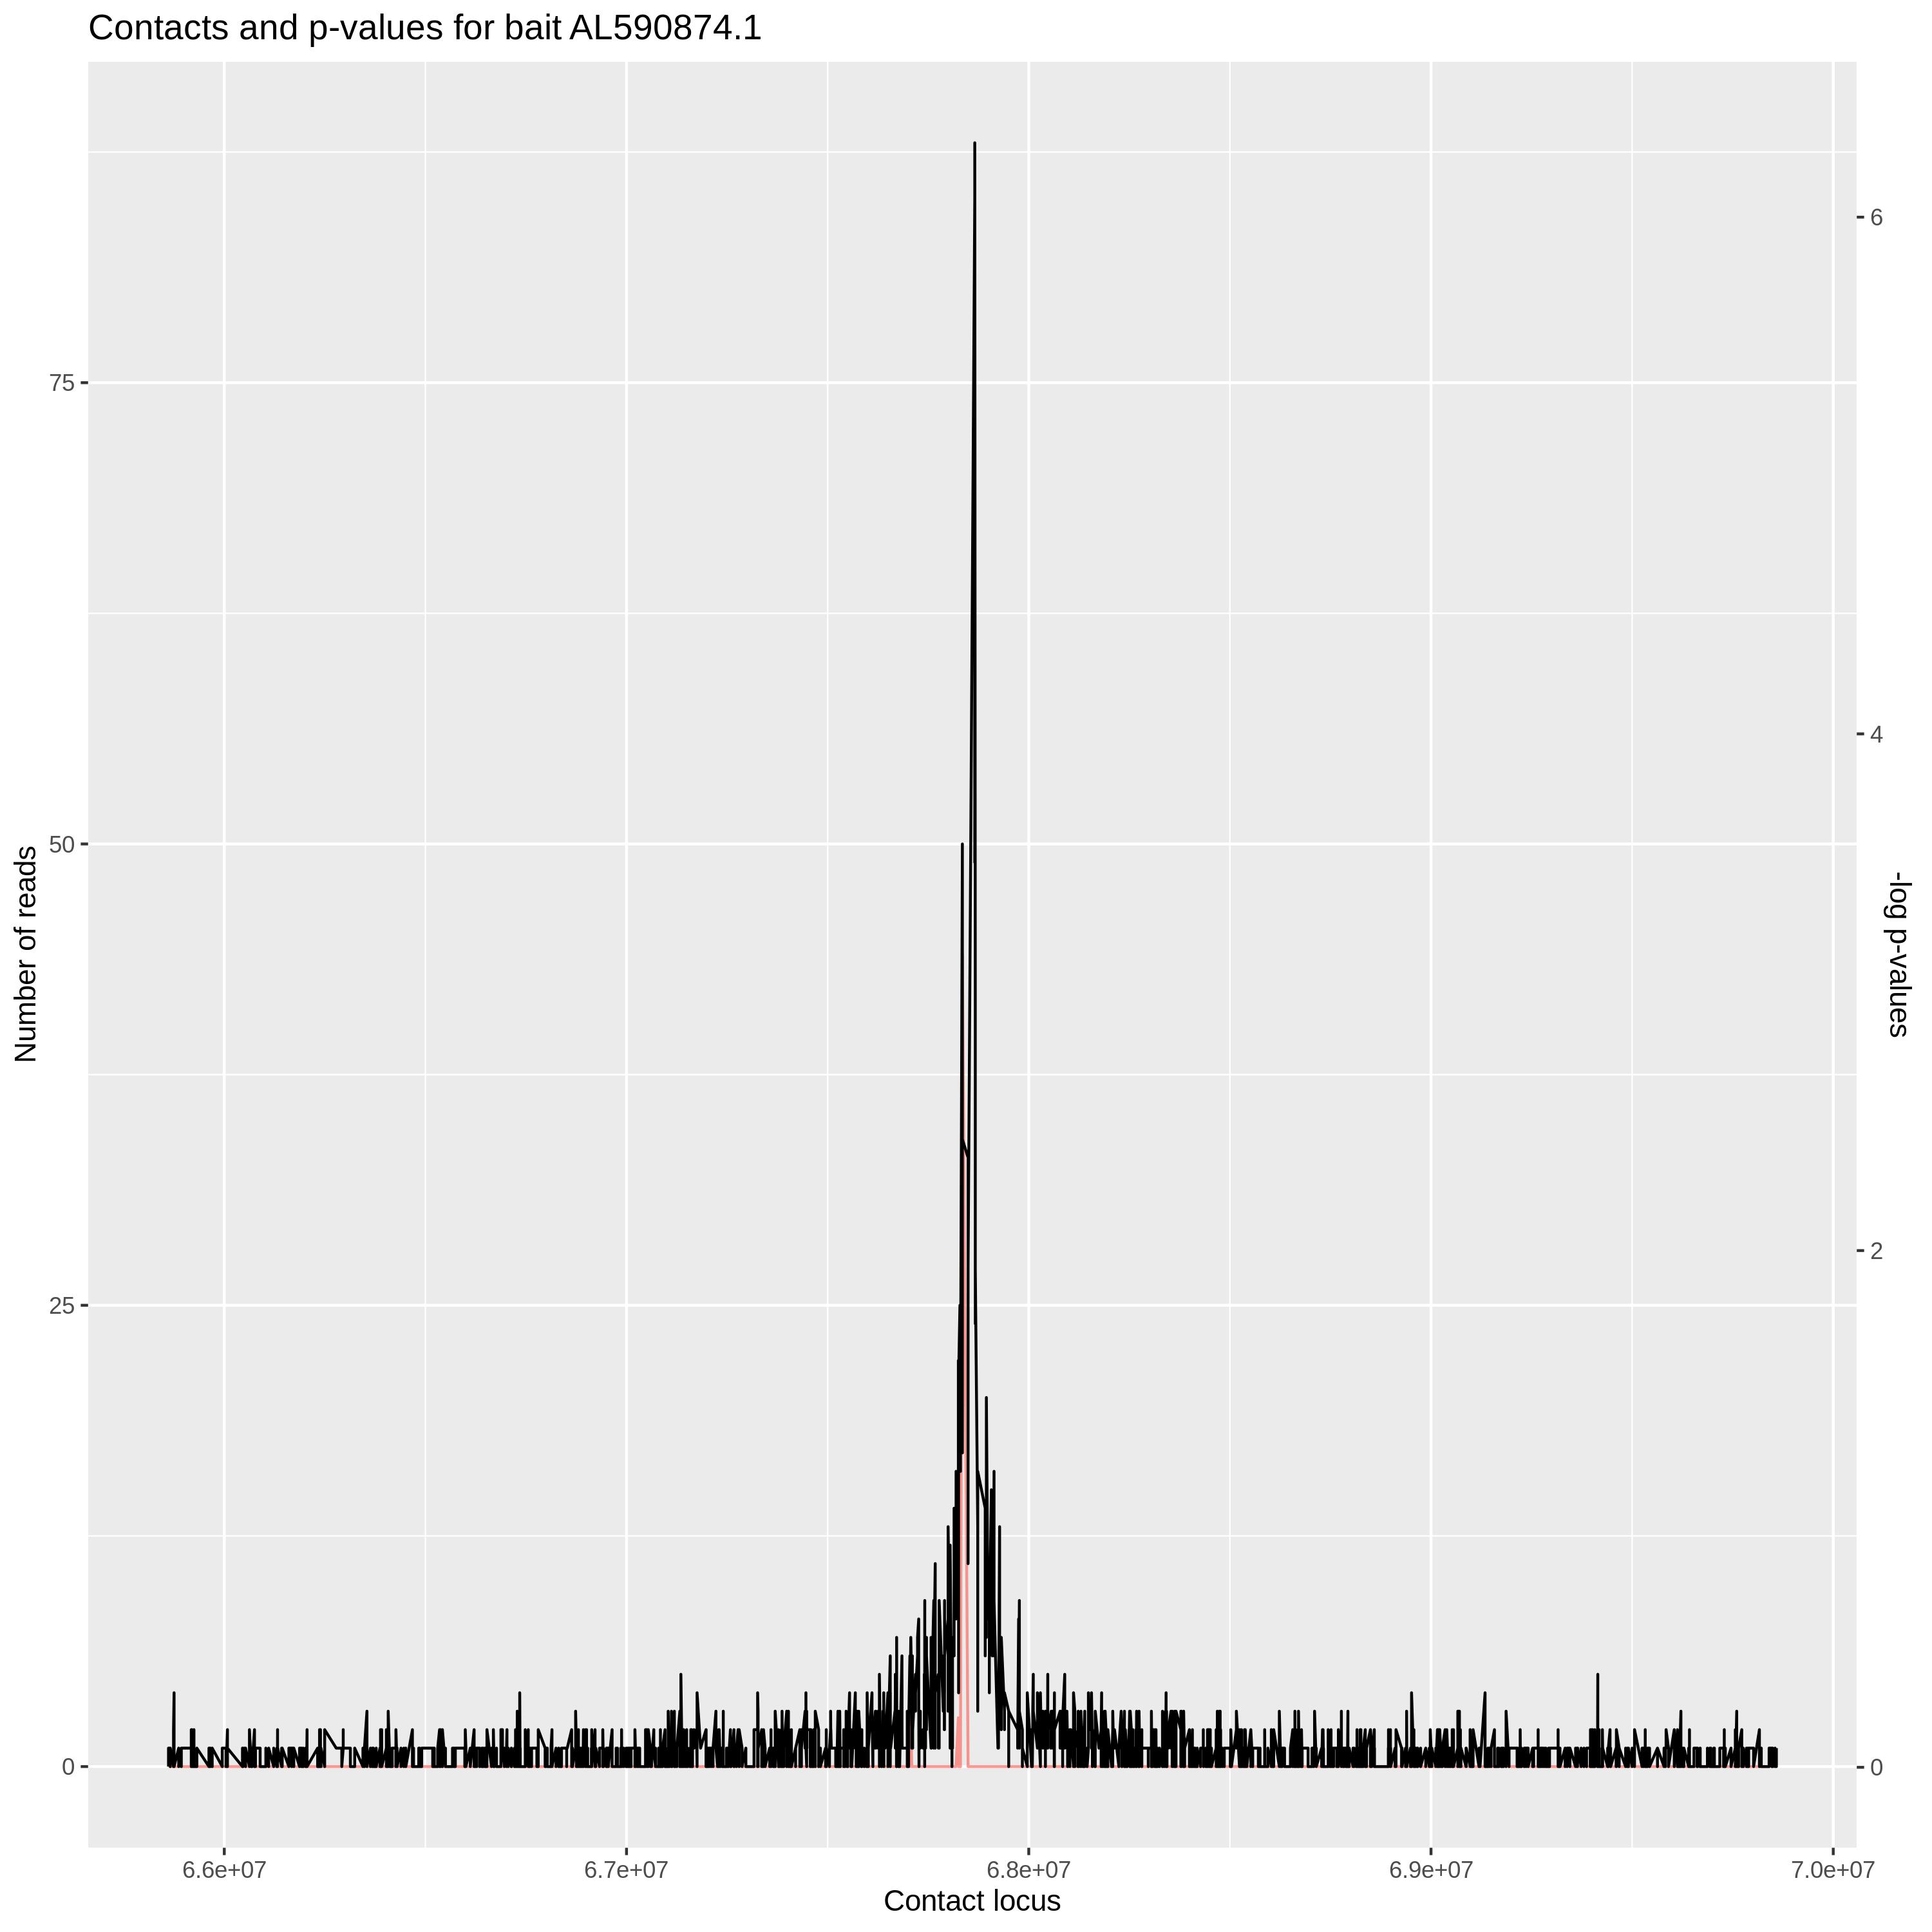 Contacts and p-values for bait AL590874.1
Number of reads
75
50
25
0
6
4
2
0
-log p-values
6.6e+07 6.7e+07 6.8e+07 6.9e+07 7.0e+07
Contact locus